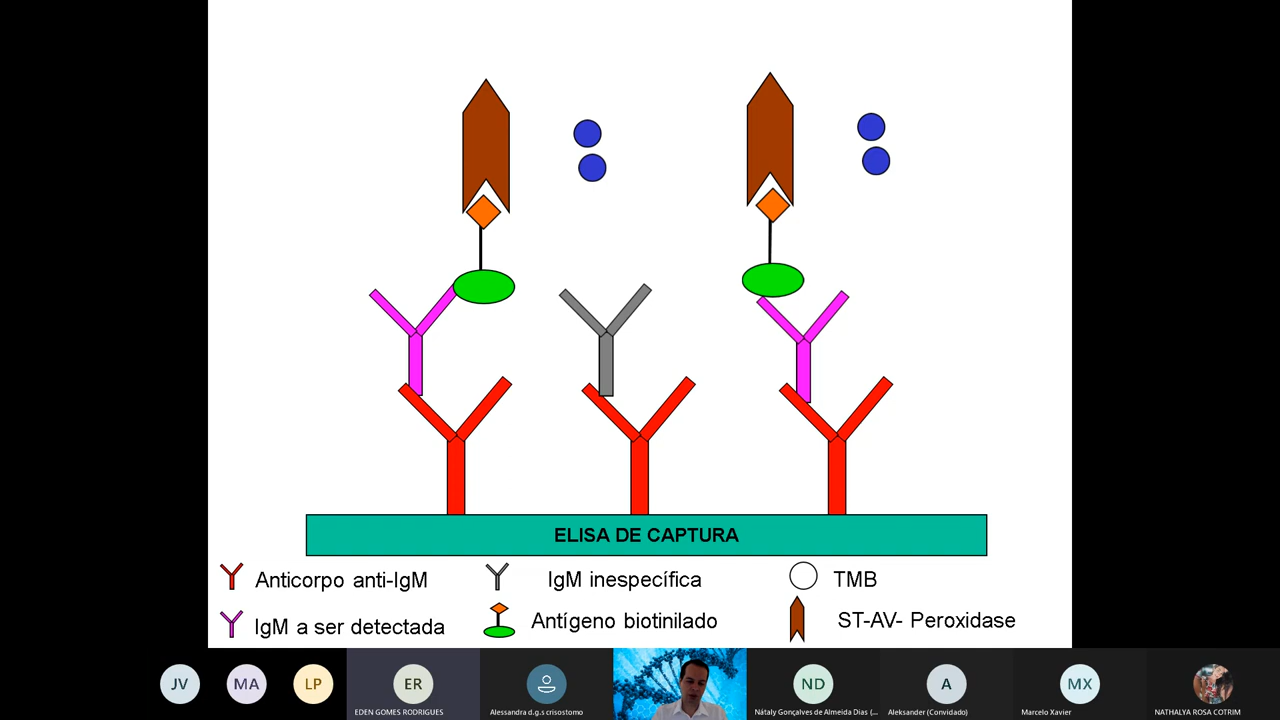 ELISA DE CAPTURA
Anticorpo anti-IgM
IgM inespecífica
TMB
IgM a ser detectada
Antígeno biotinilado
ST-AV- Peroxidase
JV
MA
LP
ER
EDEN GOMES RODRIGUES
Alessandra d.g.s crisostomo
ND
Nátaly Gonçalves de Almeida Dias (...
A
Aleksander (Convidado)
MX
Marcelo Xavier
NATHALYA ROSA COTRIM